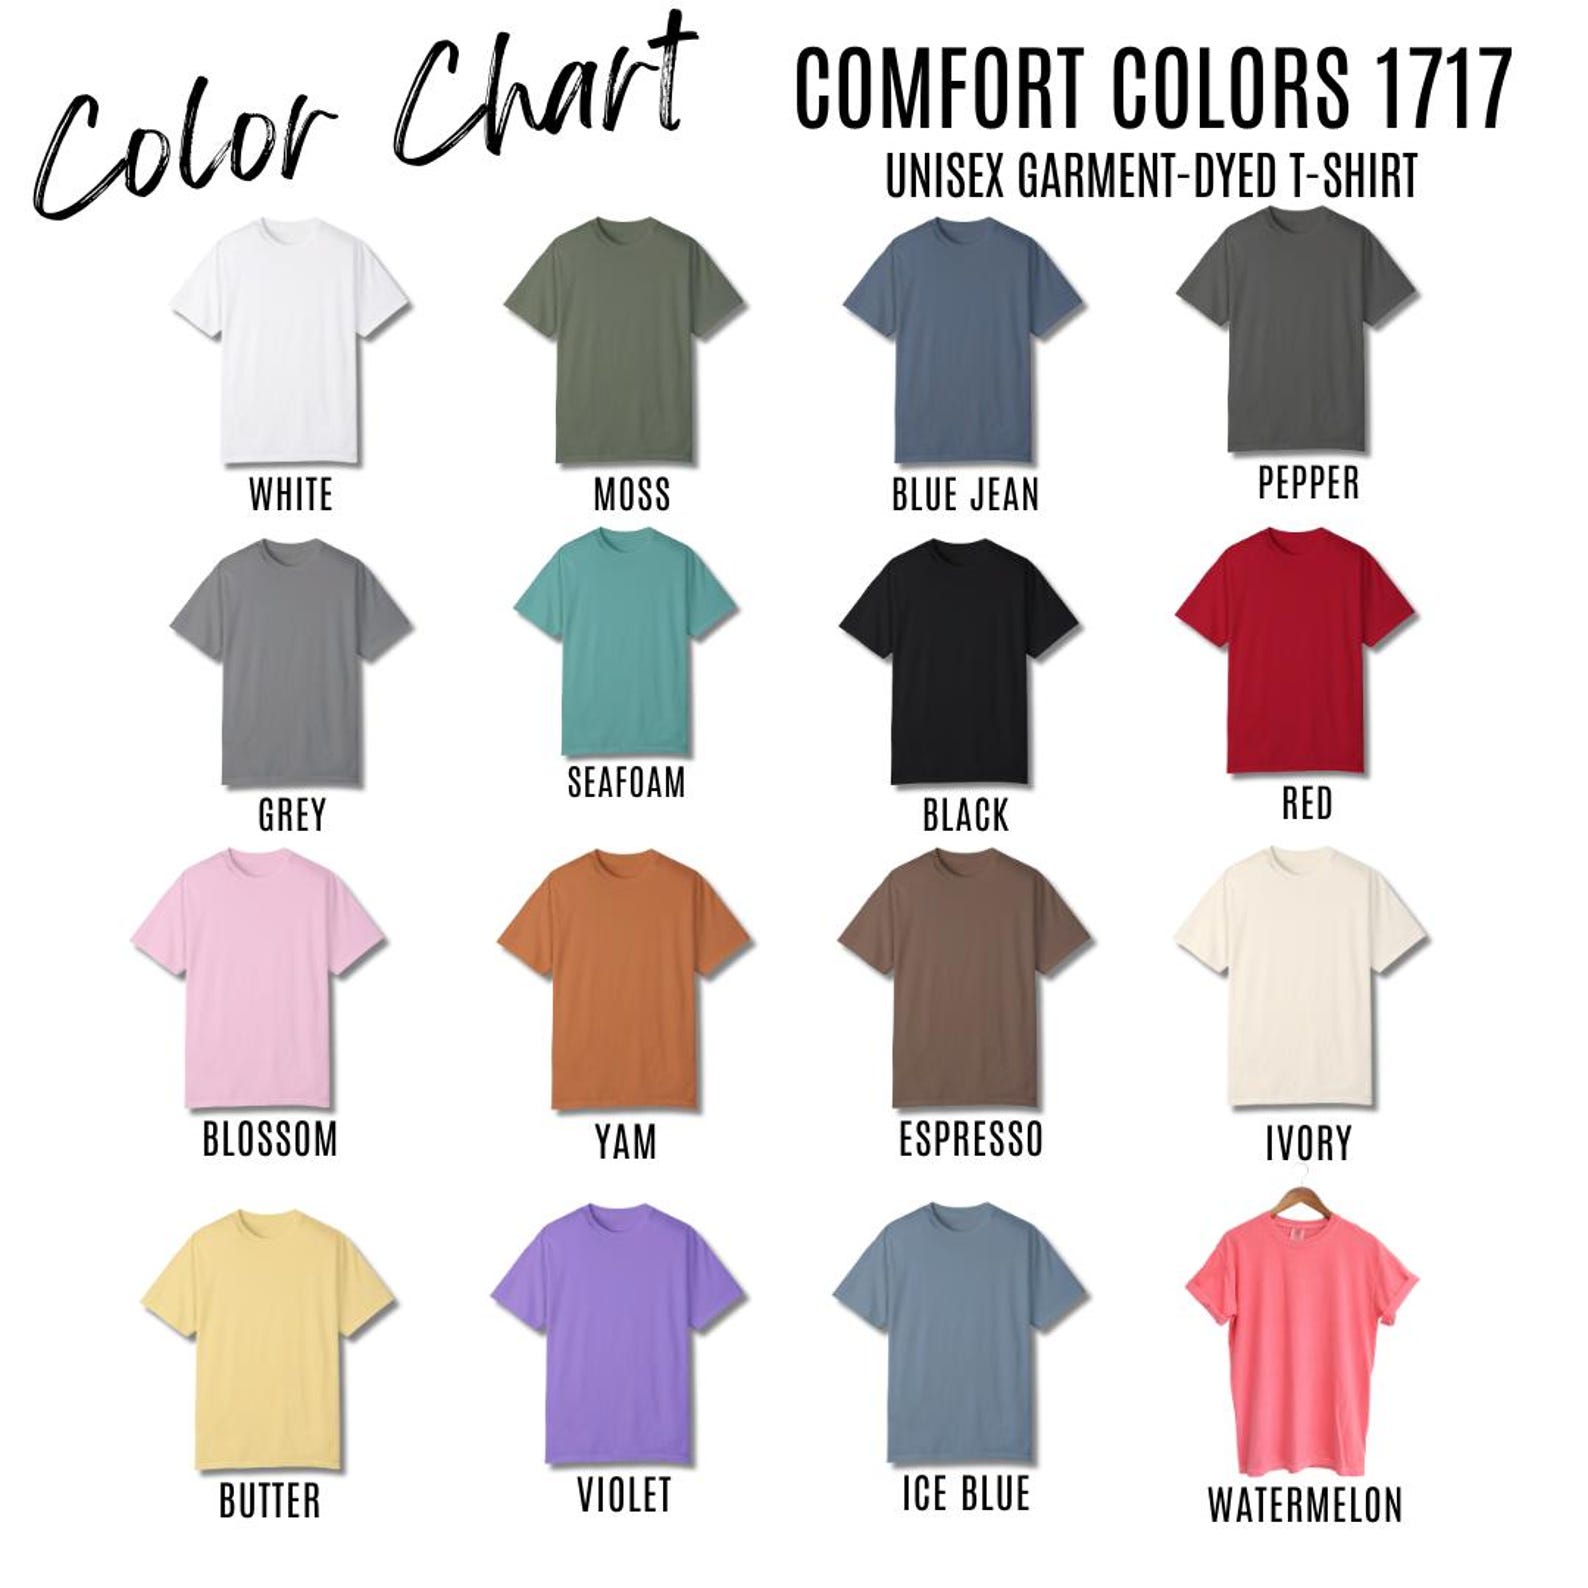 Color Chart
COMFORT COLORS 1717
UNISEX GARMENT-DYED T-SHIRT
WHITE
MOSS
BLUE JEAN
PEPPER
GREY
SEAFOAM
BLACK
RED
BLOSSOM
YAM
ESPRESSO
IVORY
BUTTER
VIOLET
ICE BLUE
WATERMELON